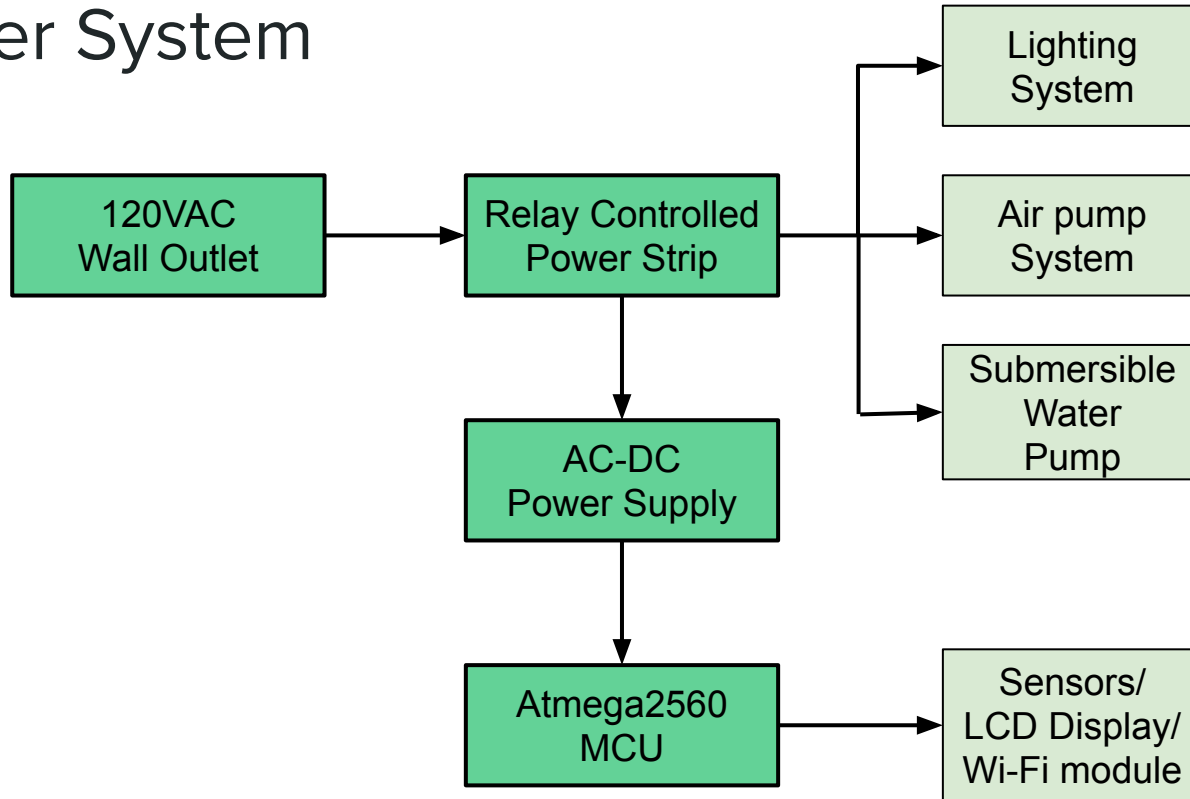 er System
Lighting
System
120VAC
Wall Outlet
Relay Controlled
Power Strip
Air pump
System
Submersible
Water
Pump
AC-DC
Power Supply
Atmega2560
MCU
Sensors/
LCD Display/
Wi-Fi module